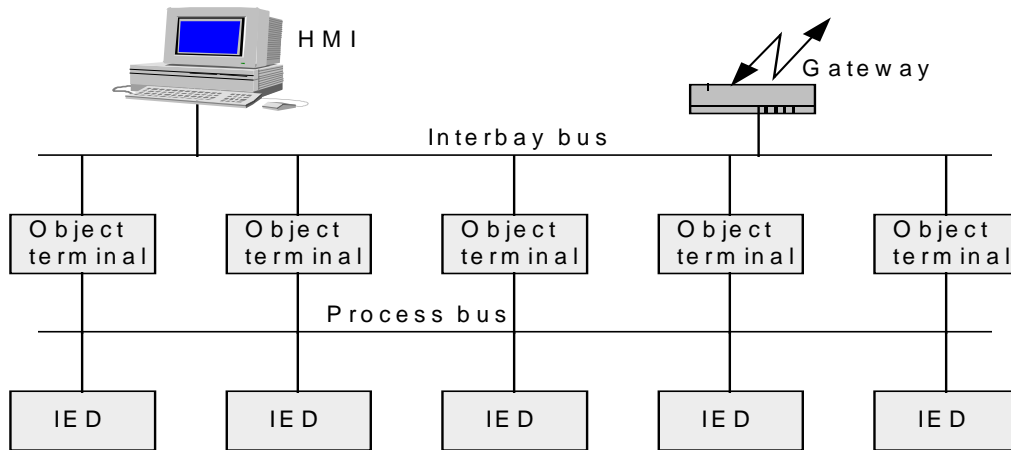 HMI
Gateway
Interbay bus
Object
terminal
Object
terminal
Object
terminal
Object
terminal
Object
terminal
Process bus
IED
IED
IED
IED
IED